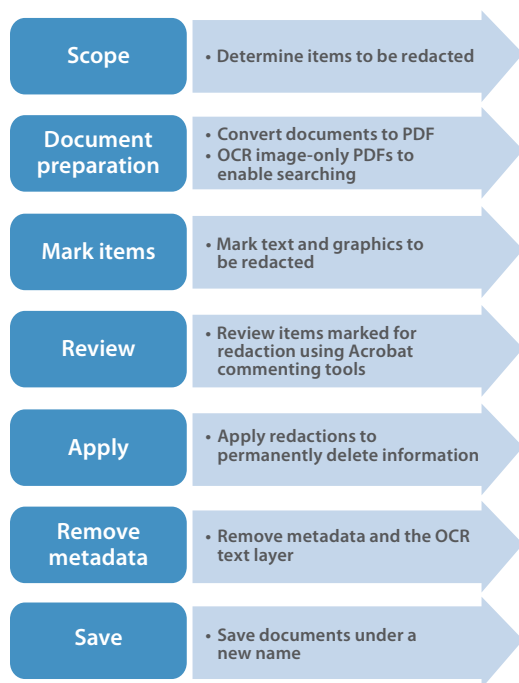 Scope
• Determine items to be redacted
Document
preparation
• Convert documents to PDF
• OCR image-only PDFs to
enable searching
Mark items
• Mark text and graphics to
be redacted
Review
• Review items marked for
redaction using Acrobat
commenting tools
Apply
• Apply redactions to
permanently delete information
Remove
metadata
• Remove metadata and the OCR
text layer
Save
• Save documents under a
new name